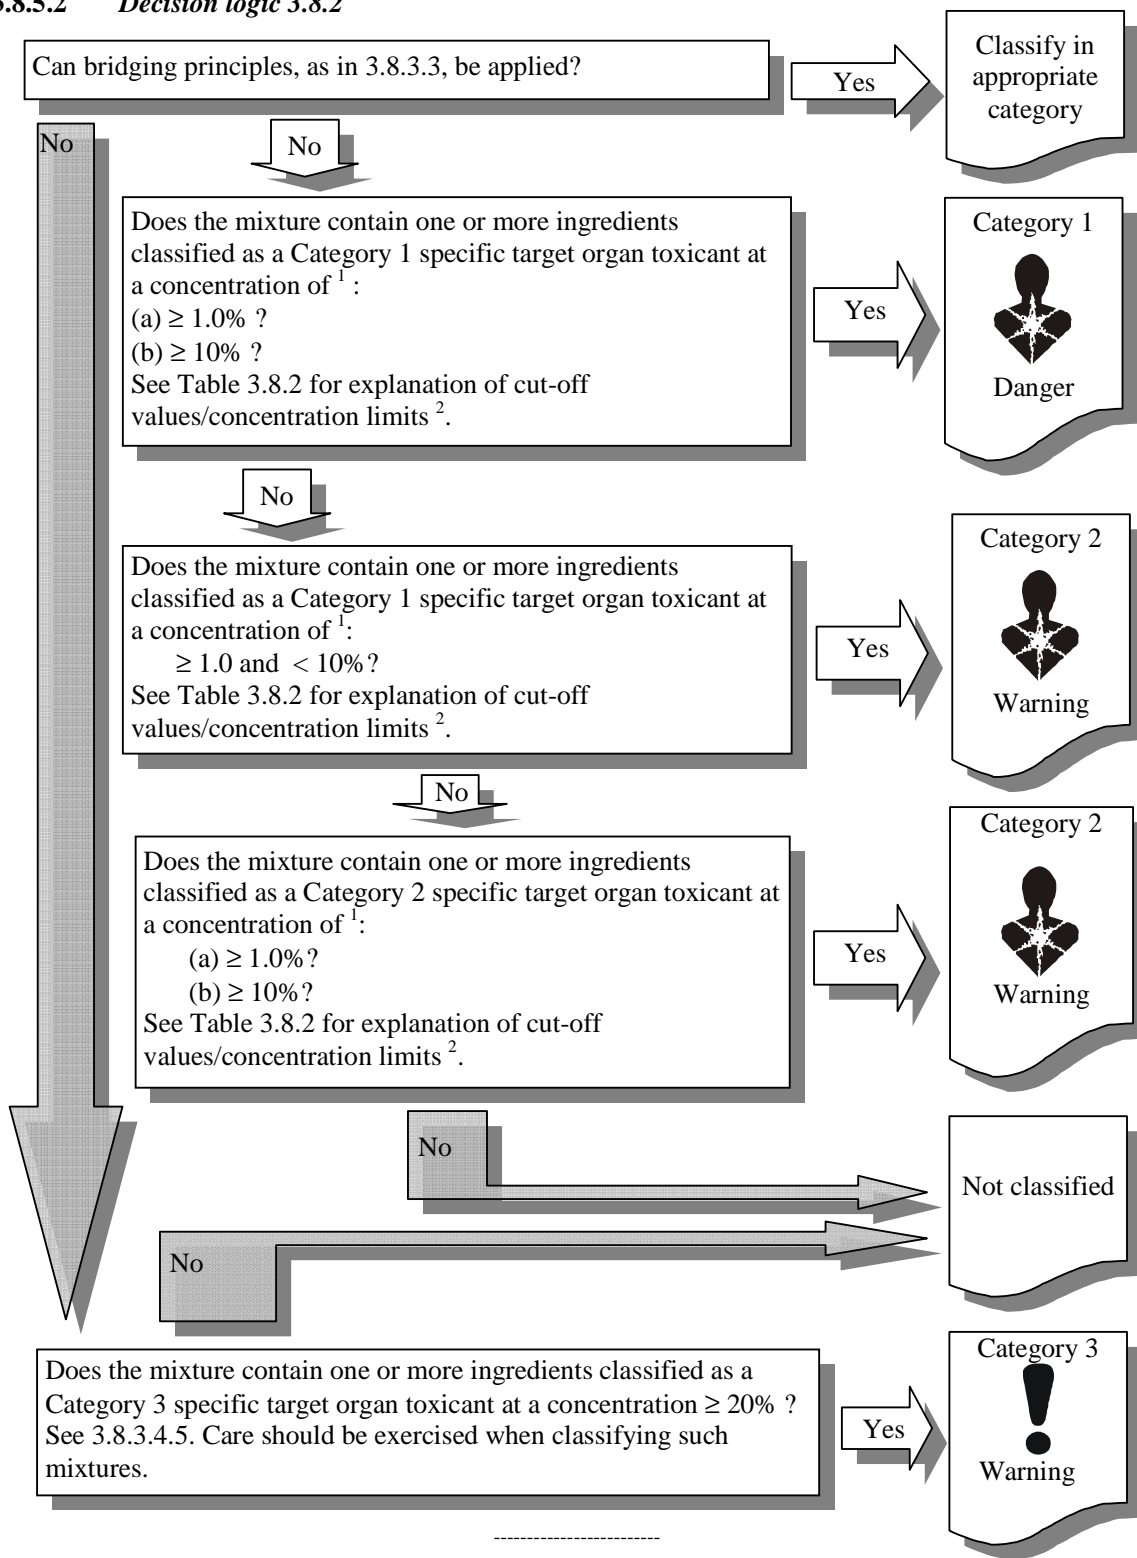 3.8.5.2 Decision logic 3.8.2
Can bridging principles, as in 3.8.3.3, be applied?
Yes
Classify in
appropriate
category
No
No
Does the mixture contain one or more ingredients
classified as a Category 1 specific target organ toxicant at
a concentration of 1 :
(a) ≥ 1.0% ?
(b) ≥ 10% ?
See Table 3.8.2 for explanation of cut-off
values/concentration limits 2.
Yes
Category 1
Danger
No
Does the mixture contain one or more ingredients
classified as a Category 1 specific target organ toxicant at
a concentration of 1:
≥ 1.0 and < 10%?
See Table 3.8.2 for explanation of cut-off
values/concentration limits 2.
Yes
Category 2
Warning
No
Does the mixture contain one or more ingredients
classified as a Category 2 specific target organ toxicant at
a concentration of 1:
(a) ≥ 1.0%?
(b) ≥ 10%?
See Table 3.8.2 for explanation of cut-off
values/concentration limits 2.
Yes
Category 2
Warning
No
Not classified
No
Does the mixture contain one or more ingredients classified as a
Category 3 specific target organ toxicant at a concentration ≥ 20% ?
See 3.8.3.4.5. Care should be exercised when classifying such
mixtures.
Yes
Category 3
Warning
-------------------------